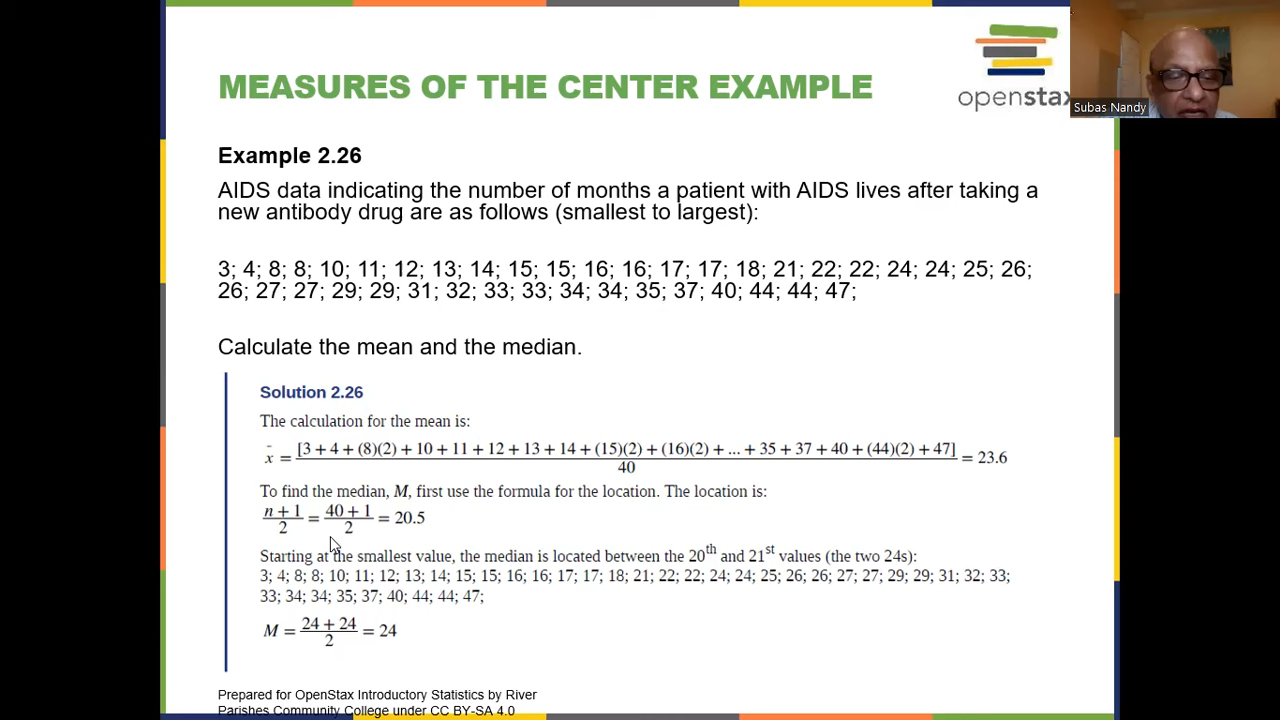 MEASURES OF THE CENTER EXAMPLE
openstax
Subas Nandy
Example 2.26
AIDS data indicating the number of months a patient with AIDS lives after taking a
new antibody drug are as follows (smallest to largest):
3; 4; 8; 8; 10; 11; 12; 13; 14; 15; 15; 16; 16; 17; 17; 18; 21; 22; 22; 24; 24; 25; 26;
26; 27; 27; 29; 29; 31; 32; 33; 33; 34; 34; 35; 37; 40; 44; 44; 47;
Calculate the mean and the median.
Solution 2.26
The calculation for the mean is:
x̄ = [3 + 4 + (8)(2) + 10 + 11 + 12 + 13 + 14 + (15)(2) + (16)(2) + ... + 35 + 37 + 40 + (44)(2) + 47] / 40 = 23.6
To find the median, M, first use the formula for the location. The location is:
n + 1 / 2 = 40 + 1 / 2 = 20.5
Starting at the smallest value, the median is located between the 20th and 21st values (the two 24s):
3; 4; 8; 8; 10; 11; 12; 13; 14; 15; 15; 16; 16; 17; 17; 18; 21; 22; 22; 24; 24; 25; 26; 26; 27; 27; 29; 29; 31; 32; 33;
33; 34; 34; 35; 37; 40; 44; 44; 47;
M = 24 + 24 / 2 = 24
Prepared for OpenStax Introductory Statistics by River
Parishes Community College under CC BY-SA 4.0